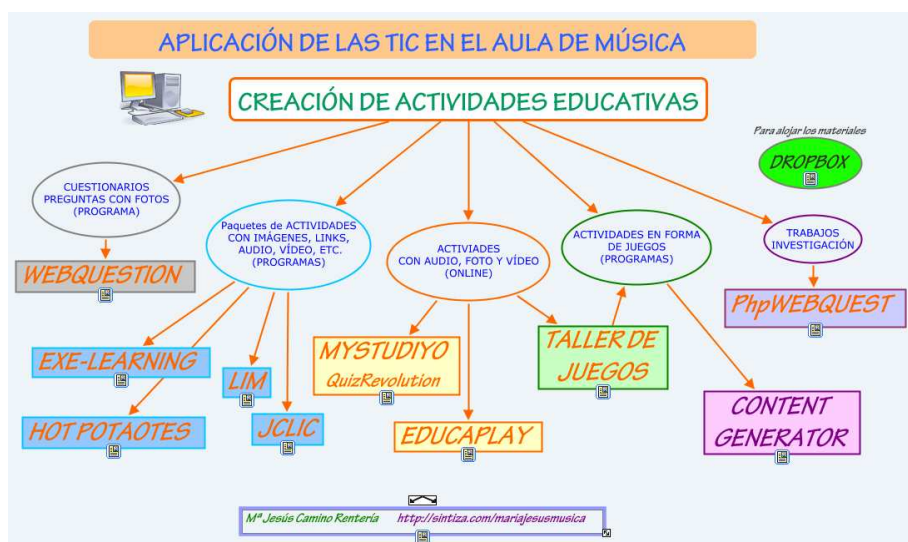 APLICACIÓN DE LAS TIC EN EL AULA DE MÚSICA
CREACIÓN DE ACTIVIDADES EDUCATIVAS
Para alojar los materiales
DROPBOX
CUESTIONARIOS
PREGUNTAS CON FOTOS
(PROGRAMA)
Paquetes de ACTIVIDADES
CON IMÁGENES, LINKS,
AUDIO, VÍDEO, ETC.
(PROGRAMAS)
ACTIVIADES
CON AUDIO, FOTO Y VÍDEO
(ONLINE)
ACTIVIDADES EN FORMA
DE JUEGOS
(PROGRAMAS)
TRABAJOS
INVESTIGACIÓN
WEBQUESTION
PhpWEBQUEST
EXE-LEARNING
LIM
MYSTUDIYO
QuizRevolution
TALLER DE
JUEGOS
HOT POTAOTES
JCLIC
EDUCAPLAY
CONTENT
GENERATOR
Mª Jesús Camino Rentería http://sintiza.com/mariajesusmusica